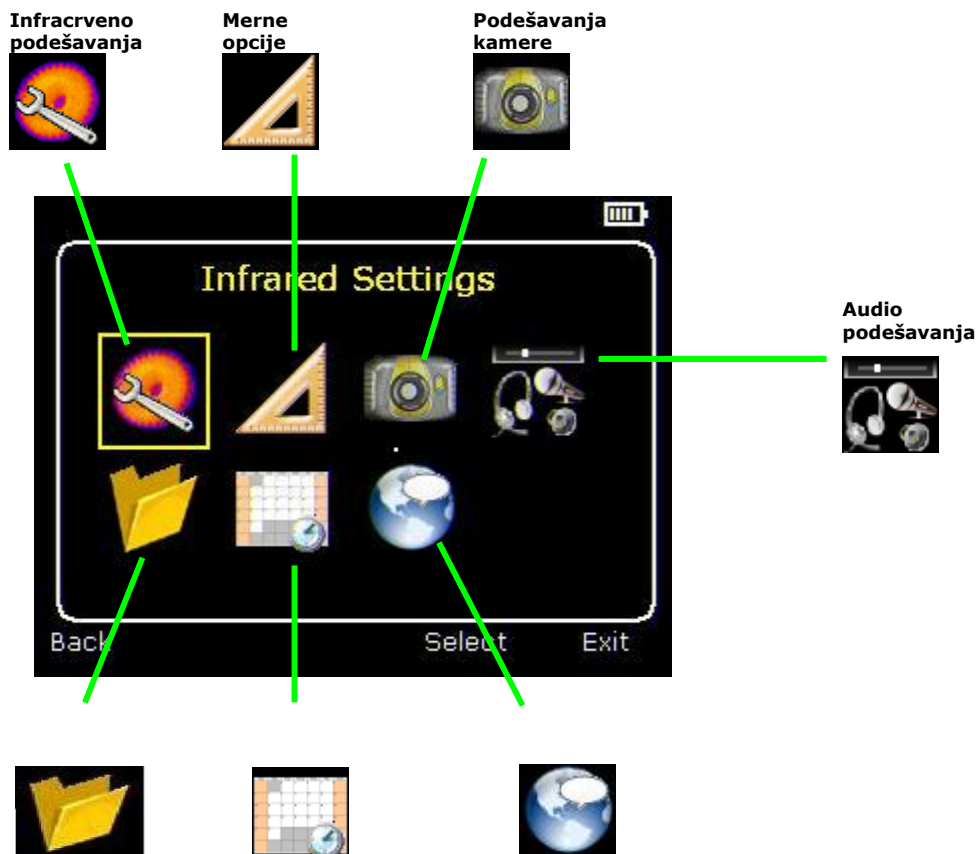 Infracrveno
podešavanja
Merne
opcije
Podešavanja
kamere
Infrared Settings
Audio
podešavanja
Back
Select
Exit